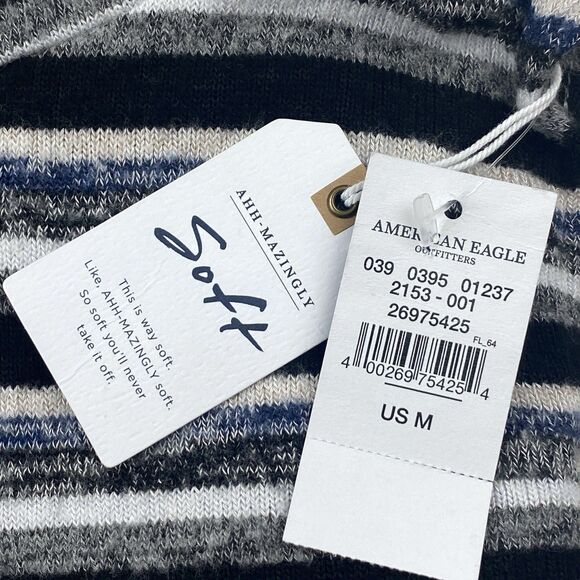 AHH-MAZINGLY
Soft
This is way soft.
Like, AHH-MAZINGLY soft.
So soft you'll never
take it off.
AMERICAN EAGLE
OUTFITTERS
039 0395 01237
2153-001
26975425
FL_64
4 00269 75425 4
US M